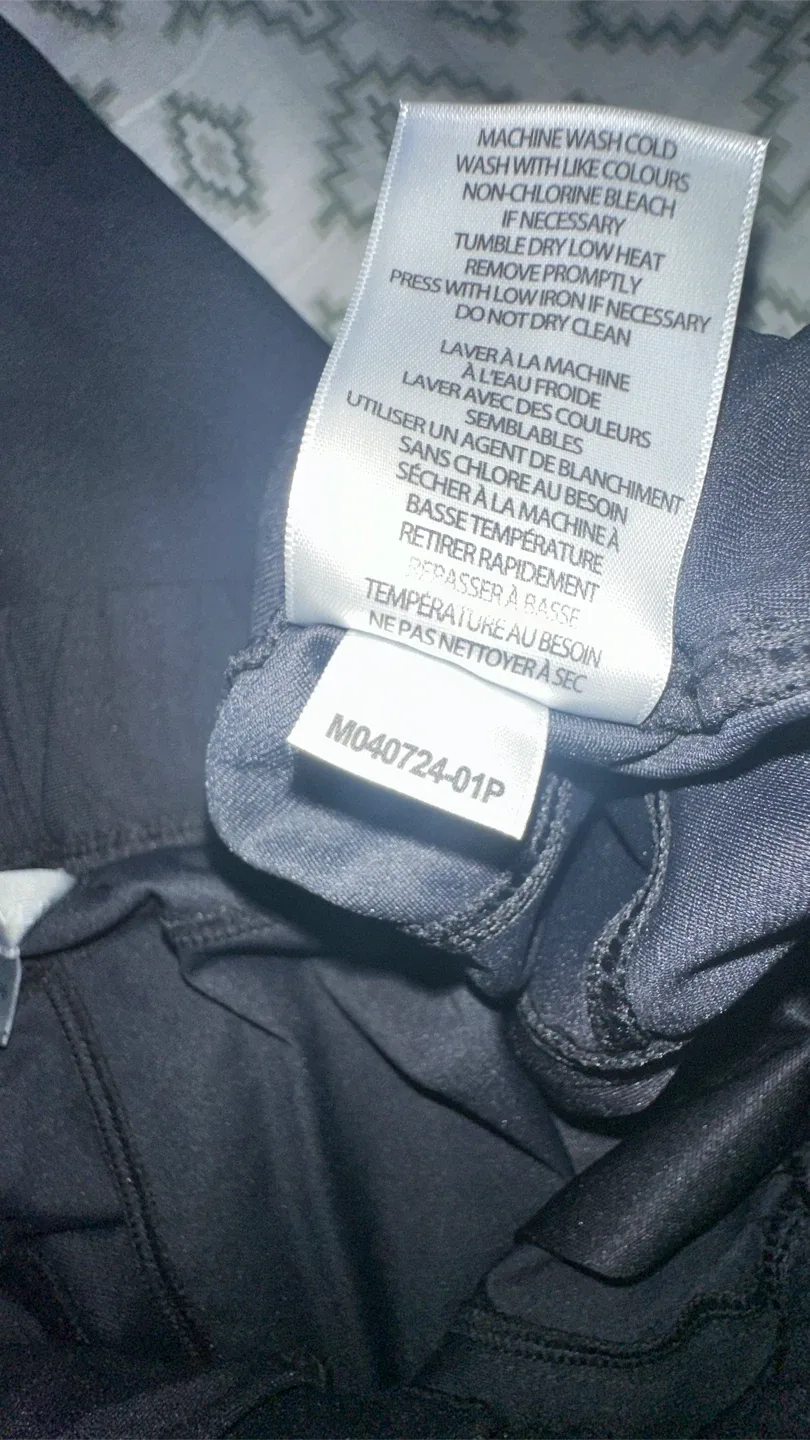 MACHINE WASH COLD
WASH WITH LIKE COLOURS
NON-CHLORINE BLEACH
IF NECESSARY
TUMBLE DRY LOW HEAT
REMOVE PROMPTLY
PRESS WITH LOW IRON IF NECESSARY
DO NOT DRY CLEAN
LAVER À LA MACHINE
À L'EAU FROIDE
LAVER AVEC DES COULEURS
SEMBLABLES
UTILISER UN AGENT DE BLANCHIMENT
SANS CHLORE AU BESOIN
SÉCHER À LA MACHINE À
BASSE TEMPÉRATURE
RETIRER RAPIDEMENT
REPASSER À BASSE
TEMPÉRATURE AU BESOIN
NE PAS NETTOYER À SEC
M040724-01P